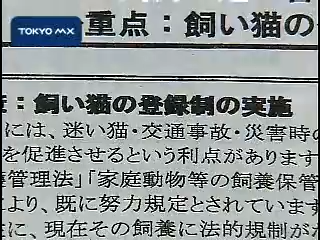 TOKYO MX
重点：飼い猫の
：飼い猫の登録制の実施
には、迷い猫・交通事故・災害時
を促進させるという利点があります
管理法」「家庭動物等の飼養保管
より、既に努力規定とされています
に、現在その飼養に法的規制が